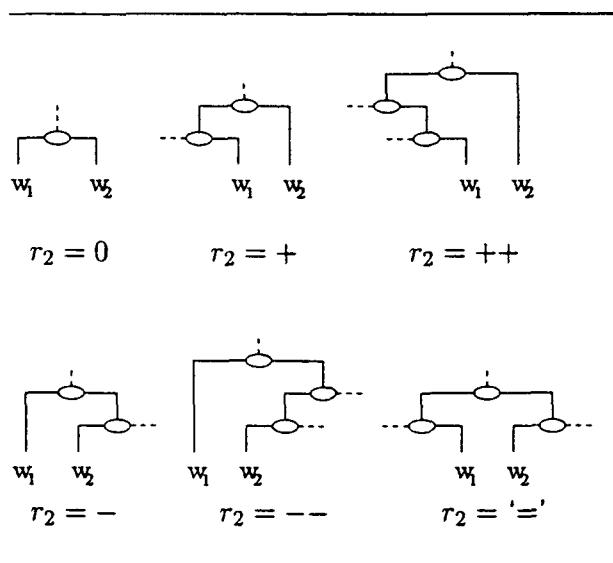 w₁ w₂ w₁ w₂ w₁ w₂
r₂ = 0 r₂ = + r₂ = ++
w₁ w₂ w₁ w₂ w₁ w₂
r₂ = − r₂ = −− r₂ = '='